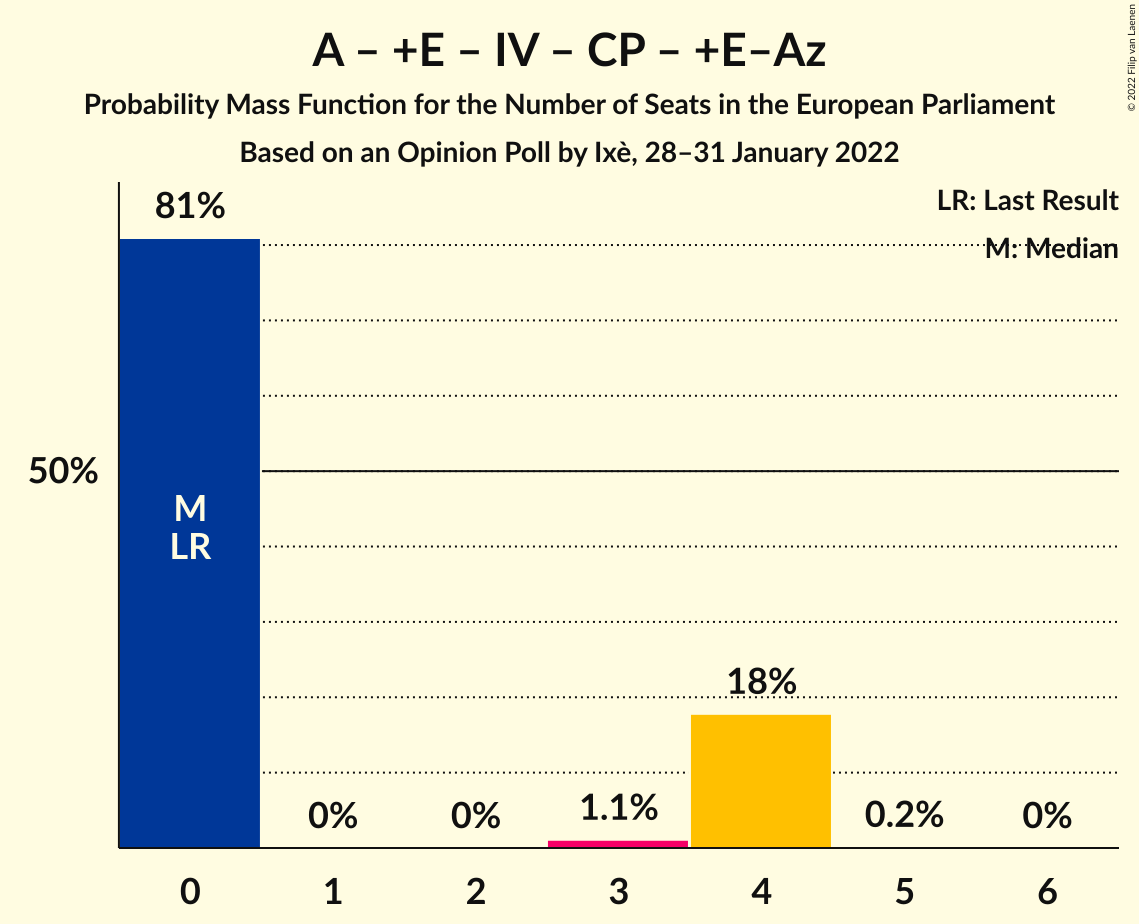 A – +E – IV – CP – +E–Az
Probability Mass Function for the Number of Seats in the European Parliament
Based on an Opinion Poll by Ixè, 28–31 January 2022
© 2022 Filip van Laenen
LR: Last Result
M: Median
81%
50%
M
LR
0%
0%
1.1%
18%
0.2%
0%
0
1
2
3
4
5
6